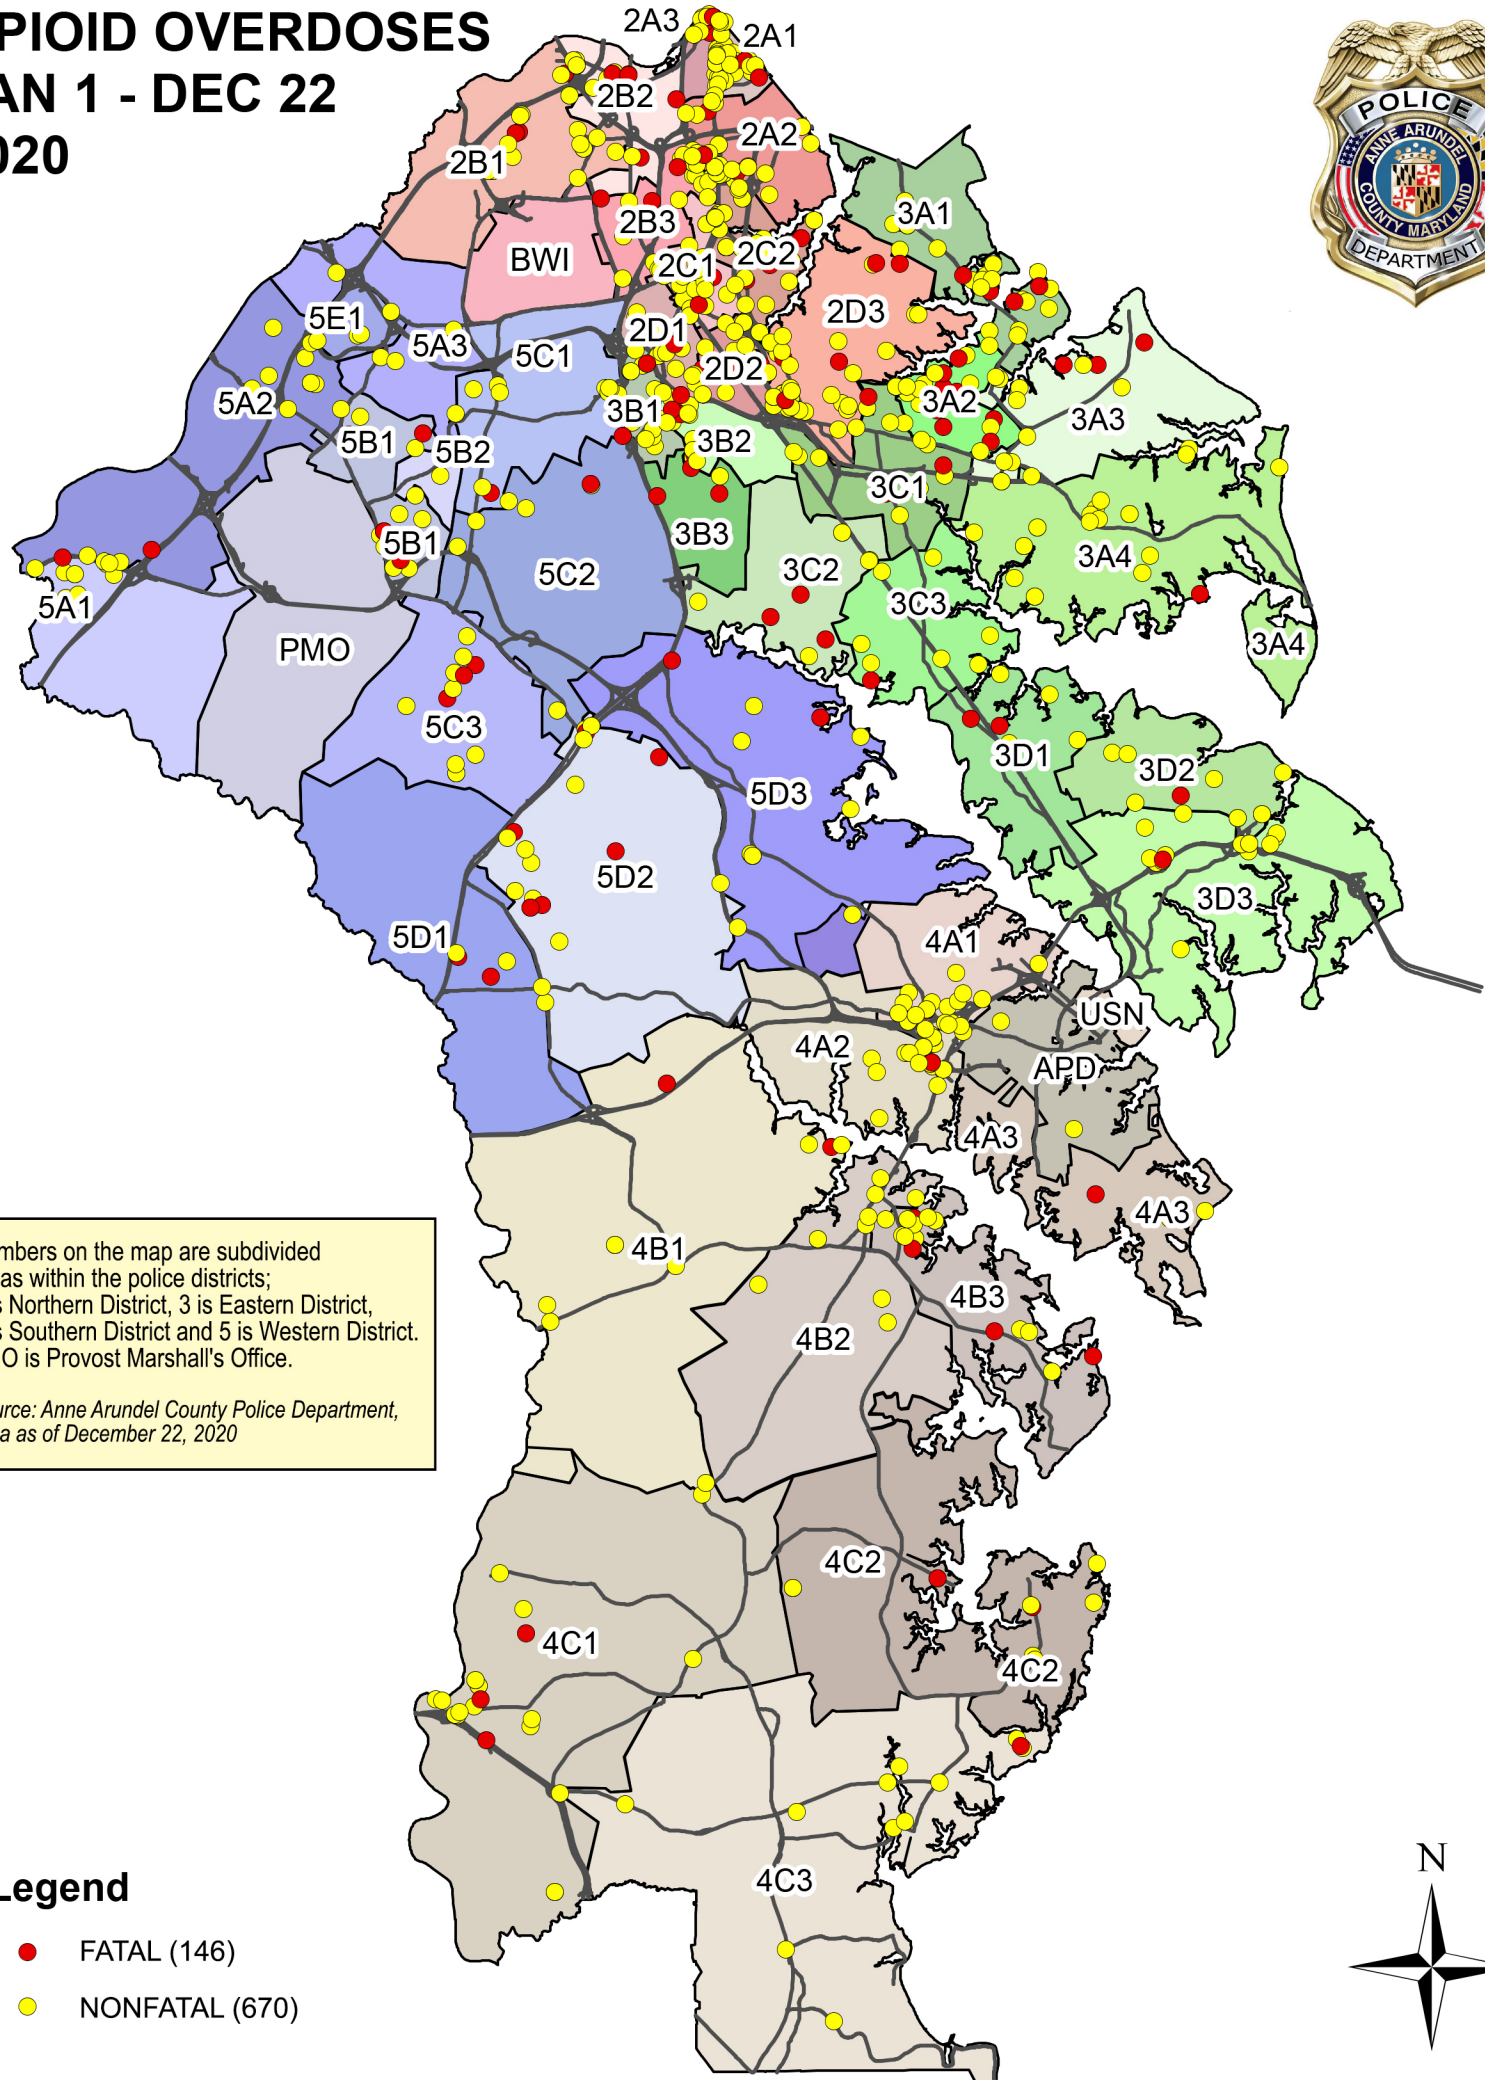 PIOID OVERDOSES
AN 1 - DEC 22
020
POLICE
ANNE ARUNDEL
COUNTY MARYLAND
DEPARTMENT
2A3
2A1
2B2
2A2
2B1
3A1
2B3
BWI
2C1
2C2
2D3
5E1
5A3
2D1
5C1
2D2
5A2
3B1
3A2
3A3
5B1
5B2
3B2
3C1
3B3
5B1
3A4
5C2
3C2
3C3
5A1
3A4
PMO
5C3
3D1
3D2
5D3
5D2
3D3
5D1
4A1
USN
4A2
APD
4A3
4A3
4B1
4B3
4B2
4C2
4C1
4C2
4C3
mbers on the map are subdivided
as within the police districts;
s Northern District, 3 is Eastern District,
s Southern District and 5 is Western District.
O is Provost Marshall's Office.
urce: Anne Arundel County Police Department,
a as of December 22, 2020
Legend
FATAL (146)
NONFATAL (670)
N